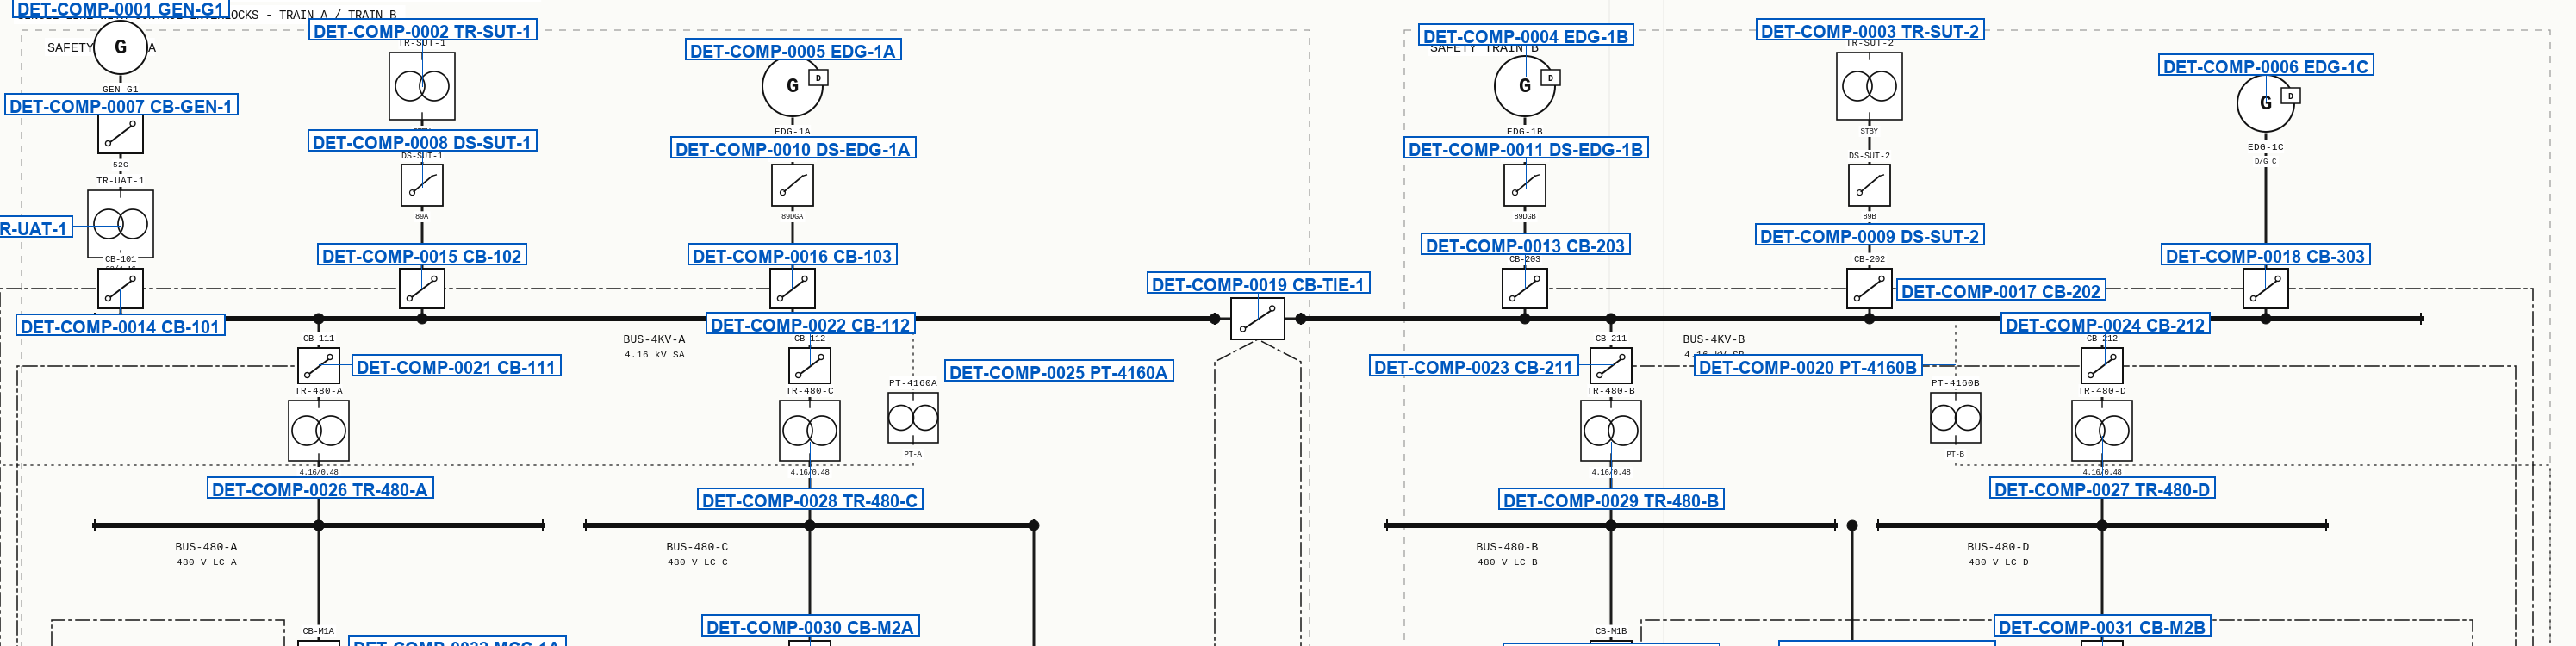 DET-COMP-0001 GEN-G1
LOCKS - TRAIN A / TRAIN B
DET-COMP-0002 TR-SUT-1
DET-COMP-0005 EDG-1A
DET-COMP-0004 EDG-1B
DET-COMP-0003 TR-SUT-2
DET-COMP-0006 EDG-1C
SAFETY A
TR-SUT-1
SAFETY TRAIN B
TR-SUT-2
G
G D
G D
G D
GEN-G1
DET-COMP-0007 CB-GEN-1
EDG-1A
EDG-1B
STBY
EDG-1C
D/G C
DET-COMP-0008 DS-SUT-1
DET-COMP-0010 DS-EDG-1A
DET-COMP-0011 DS-EDG-1B
DS-SUT-1
DS-SUT-2
52G
TR-UAT-1
89A
89DGA
89DGB
89B
R-UAT-1
DET-COMP-0013 CB-203
DET-COMP-0009 DS-SUT-2
DET-COMP-0015 CB-102
DET-COMP-0016 CB-103
DET-COMP-0018 CB-303
CB-101
CB-203
CB-202
DET-COMP-0019 CB-TIE-1
DET-COMP-0017 CB-202
DET-COMP-0014 CB-101
DET-COMP-0022 CB-112
DET-COMP-0024 CB-212
CB-111
BUS-4KV-A
4.16 kV SA
CB-112
CB-211
BUS-4KV-B
CB-212
DET-COMP-0021 CB-111
DET-COMP-0025 PT-4160A
DET-COMP-0023 CB-211
DET-COMP-0020 PT-4160B
TR-480-A
TR-480-C
PT-4160A
TR-480-B
PT-4160B
TR-480-D
PT-A
PT-B
4.16/0.48
4.16/0.48
4.16/0.48
4.16/0.48
DET-COMP-0026 TR-480-A
DET-COMP-0028 TR-480-C
DET-COMP-0029 TR-480-B
DET-COMP-0027 TR-480-D
BUS-480-A
480 V LC A
BUS-480-C
480 V LC C
BUS-480-B
480 V LC B
BUS-480-D
480 V LC D
CB-M1A
DET-COMP-0030 CB-M2A
CB-M1B
DET-COMP-0031 CB-M2B